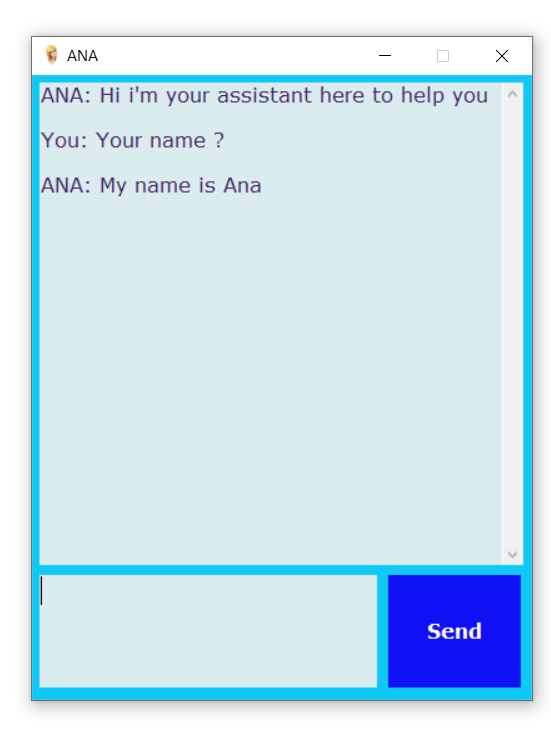 ANA
ANA: Hi i'm your assistant here to help you
You: Your name ?
ANA: My name is Ana
Send